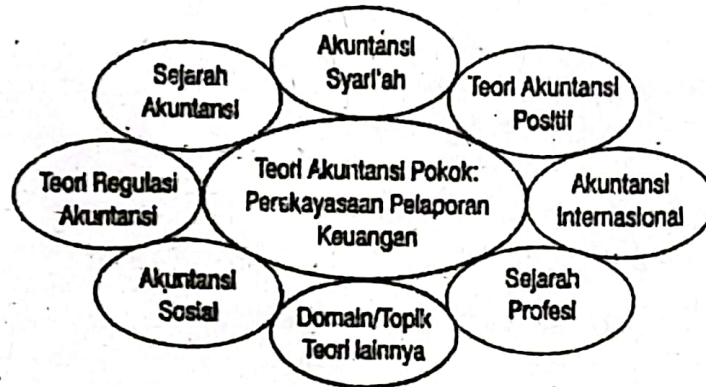 Akuntansi
Syari'ah
Sejarah
Akuntansi
Teori Akuntansi
Positif
Teori Regulasi
Akuntansi
Teori Akuntansi Pokok:
Perekayasaan Pelaporan
Keuangan
Akuntansi
Internasional
Akuntansi
Sosial
Sejarah
Profesi
Domain/Topik
Teori lainnya